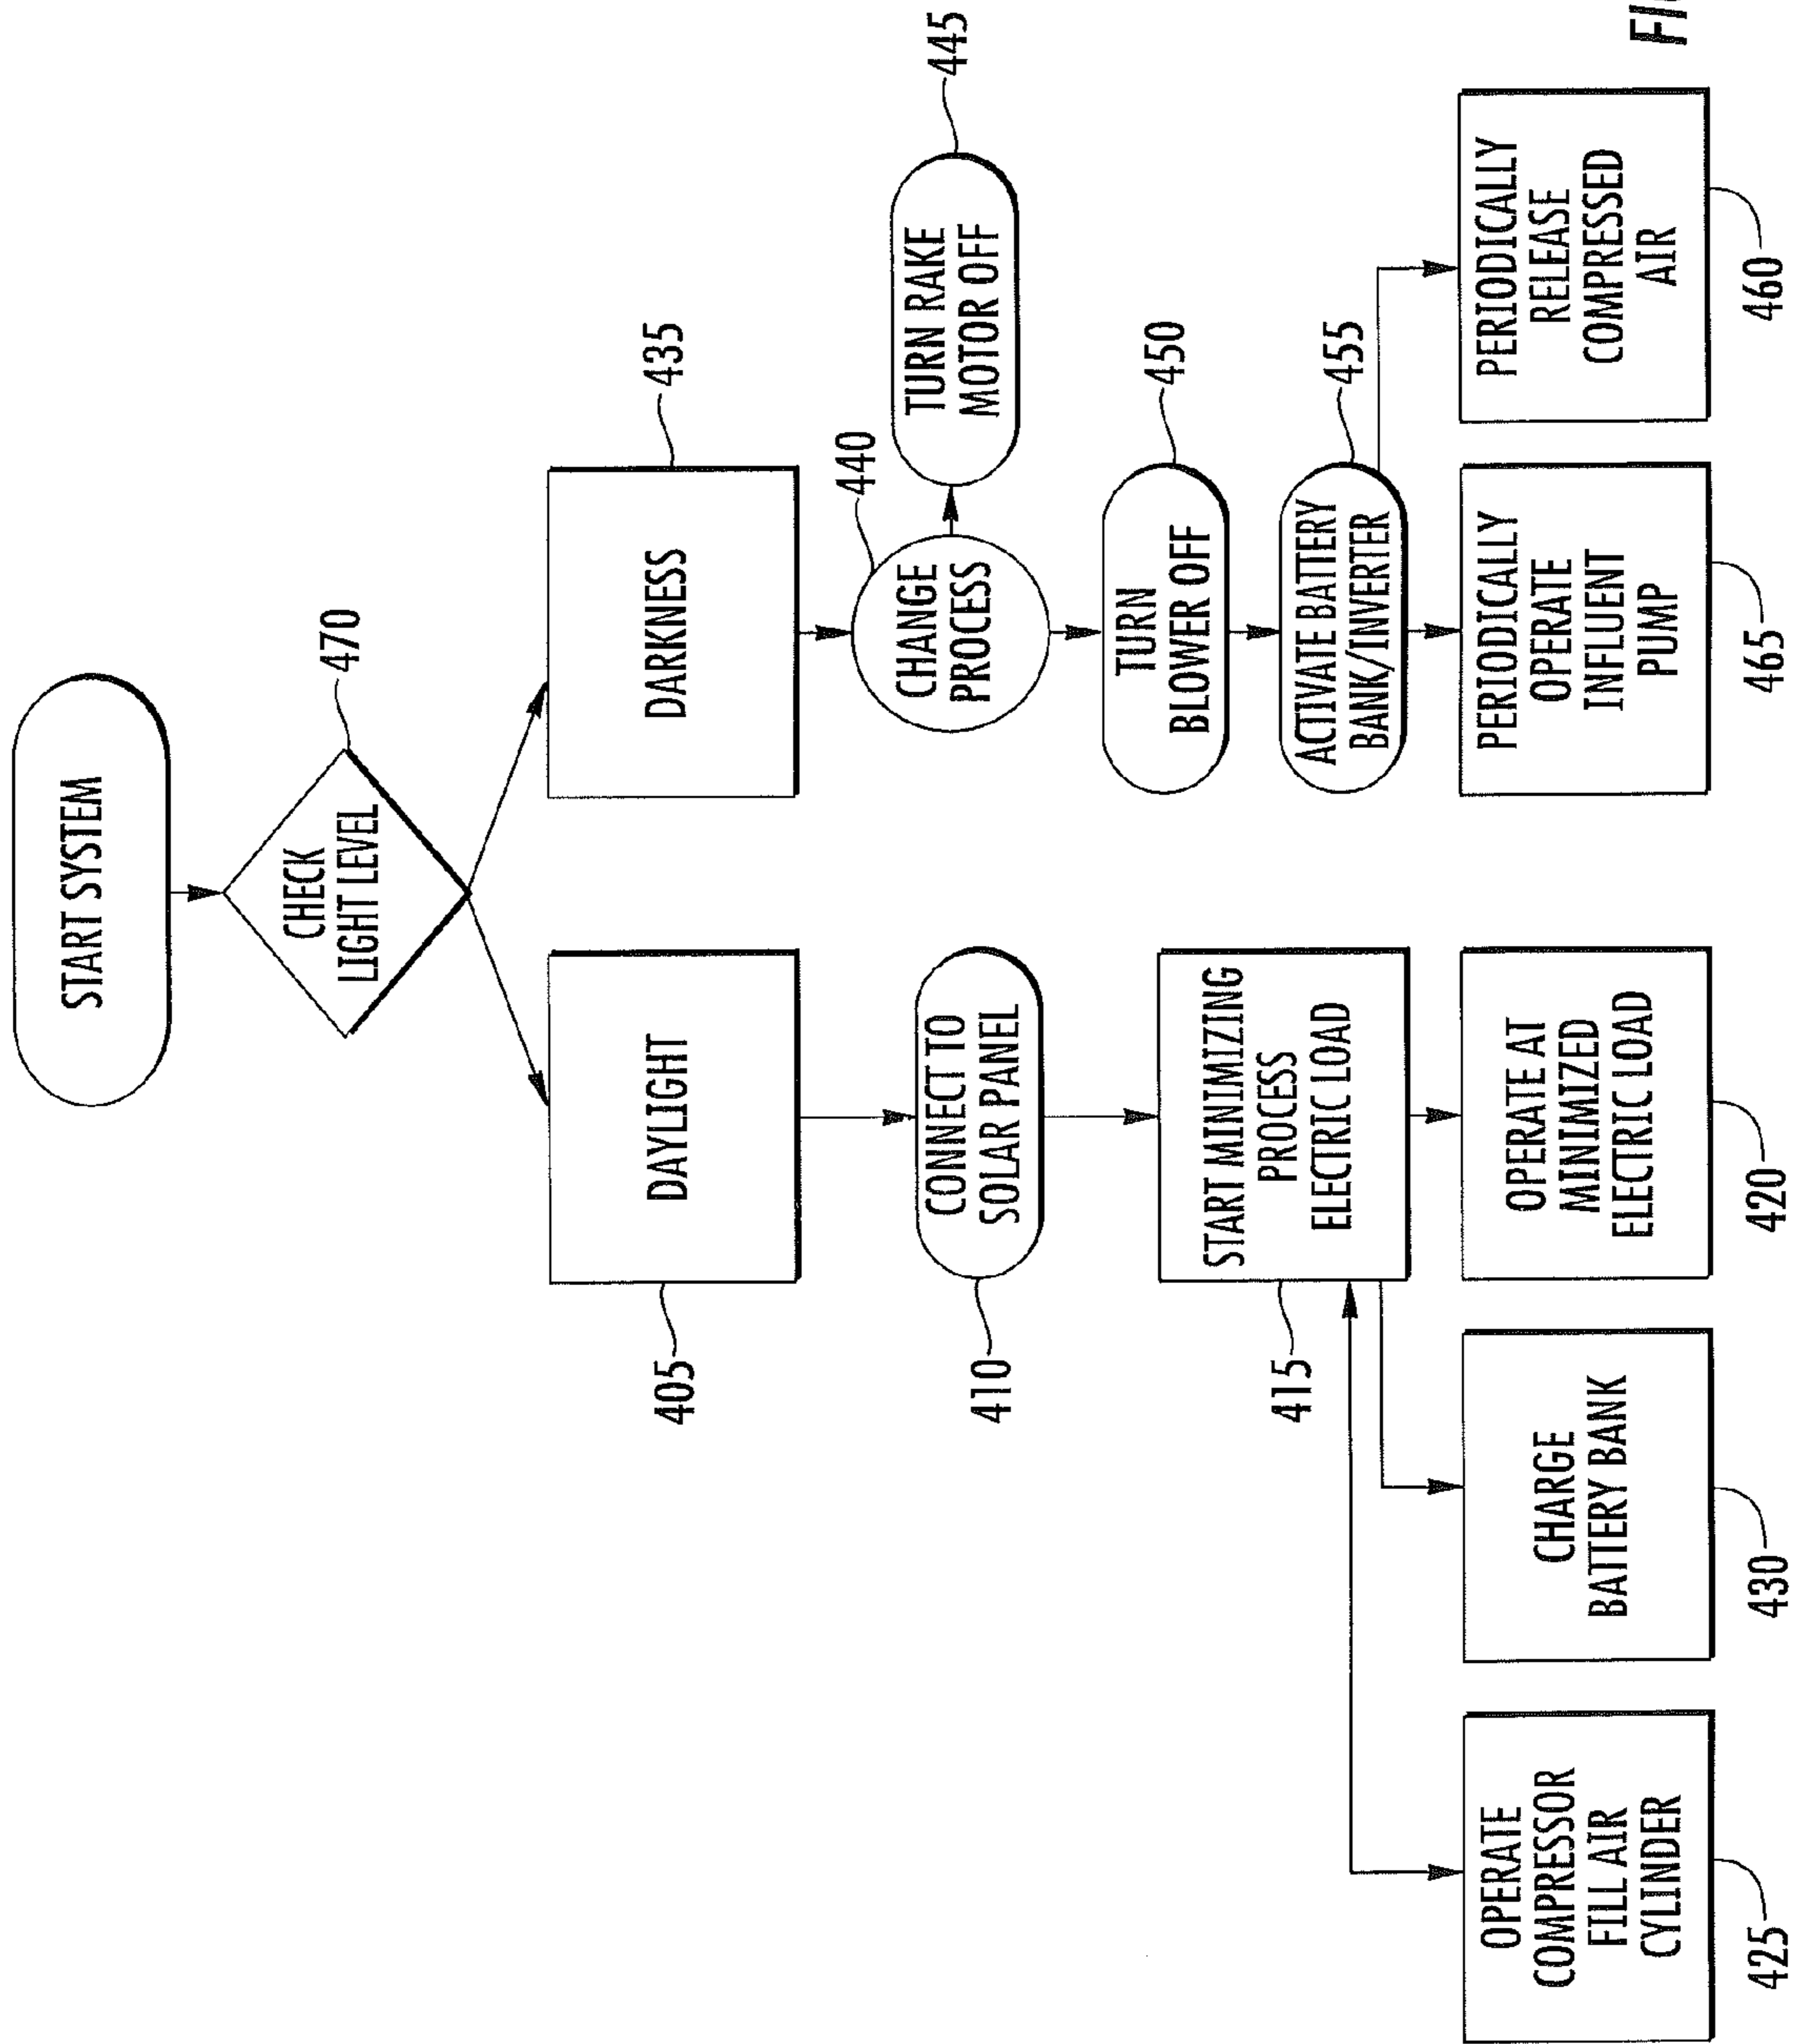 START SYSTEM
CHECK
LIGHT LEVEL
470
DAYLIGHT
405
DARKNESS
435
CONNECT TO
SOLAR PANEL
410
CHANGE
PROCESS
440
TURN RAKE
MOTOR OFF
445
START MINIMIZING
PROCESS
ELECTRIC LOAD
415
TURN
BLOWER OFF
450
ACTIVATE BATTERY
BANK/INVERTER
455
OPERATE
COMPRESSOR
FILL AIR
CYLINDER
425
CHARGE
BATTERY BANK
430
OPERATE AT
MINIMIZED
ELECTRIC LOAD
420
PERIODICALLY
OPERATE
INFLUENT
PUMP
465
PERIODICALLY
RELEASE
COMPRESSED
AIR
460